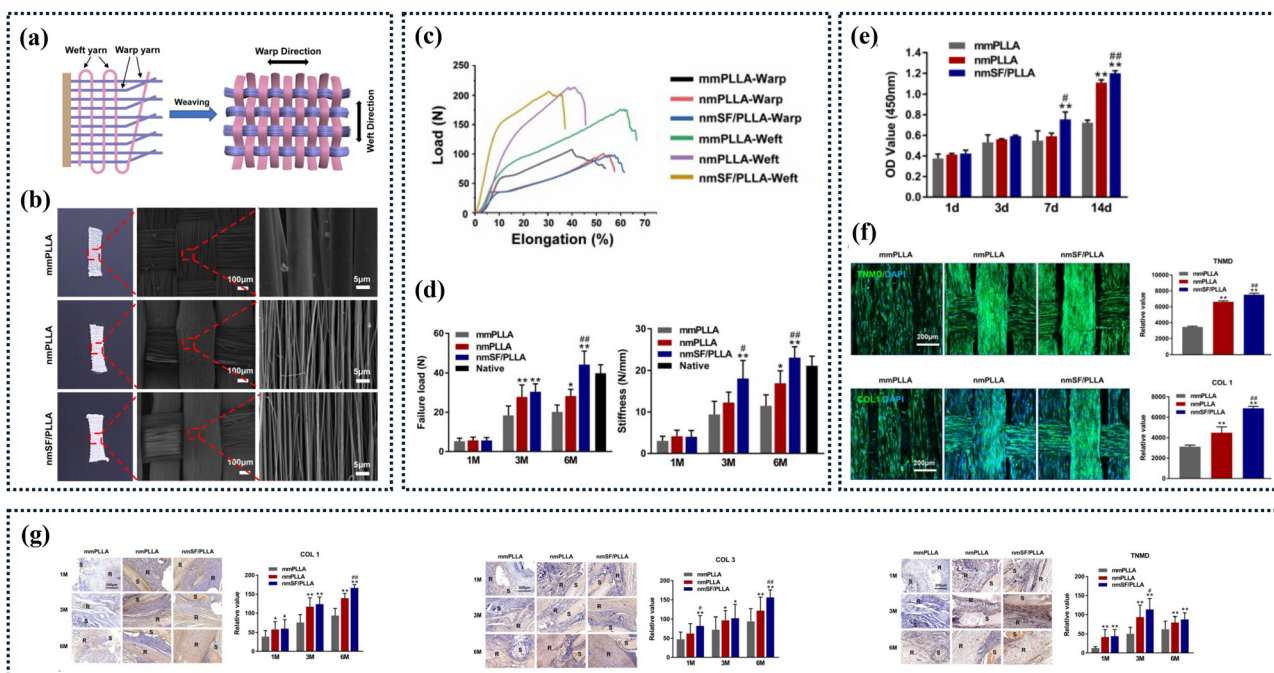 (a)
Weft yarn
Warp yarn
Weaving
Warp Direction
Weft Direction
(b)
mmPLLA
100μm
5μm
nmPLLA
100μm
5μm
nmSF/PLLA
100μm
5μm
(c)
Load (N)
250
200
150
100
50
0
0 10 20 30 40 50 60 70
Elongation (%)
mmPLLA-Warp
nmPLLA-Warp
nmSF/PLLA-Warp
mmPLLA-Weft
nmPLLA-Weft
nmSF/PLLA-Weft
(d)
Failure load (N)
60
50
40
30
20
10
0
mmPLLA
nmPLLA
nmSF/PLLA
Native
** **
*
##
**
1M 3M 6M
Stiffness (N/mm)
30
25
20
15
10
5
0
mmPLLA
nmPLLA
nmSF/PLLA
Native
#
**
*
##
**
1M 3M 6M
(e)
OD Value (450nm)
1.4
1.2
1.0
0.8
0.6
0.4
0.2
0
mmPLLA
nmPLLA
nmSF/PLLA
#
**
**
##
**
1d 3d 7d 14d
(f)
mmPLLA nmPLLA nmSF/PLLA
TNMD/DAPI
200μm
TNMD
Relative value
10000
8000
6000
4000
2000
0
mmPLLA
nmPLLA
nmSF/PLLA
**
##
**
mmPLLA nmPLLA nmSF/PLLA
COL1/DAPI
200μm
COL 1
Relative value
8000
6000
4000
2000
0
mmPLLA
nmPLLA
nmSF/PLLA
**
##
**
(g)
mmPLLA nmPLLA nmSF/PLLA
1M
3M
6M
S
R
200μm
COL 1
Relative value
200
150
100
50
0
mmPLLA
nmPLLA
nmSF/PLLA
* *
** **
**
##
**
1M 3M 6M
mmPLLA nmPLLA nmSF/PLLA
1M
3M
6M
S
R
200μm
COL 3
Relative value
200
150
100
50
0
mmPLLA
nmPLLA
nmSF/PLLA
#
**
* *
**
##
**
1M 3M 6M
mmPLLA nmPLLA nmSF/PLLA
1M
3M
6M
S
R
TNMD
Relative value
200
150
100
50
0
mmPLLA
nmPLLA
nmSF/PLLA
** **
**
#
**
** **
1M 3M 6M